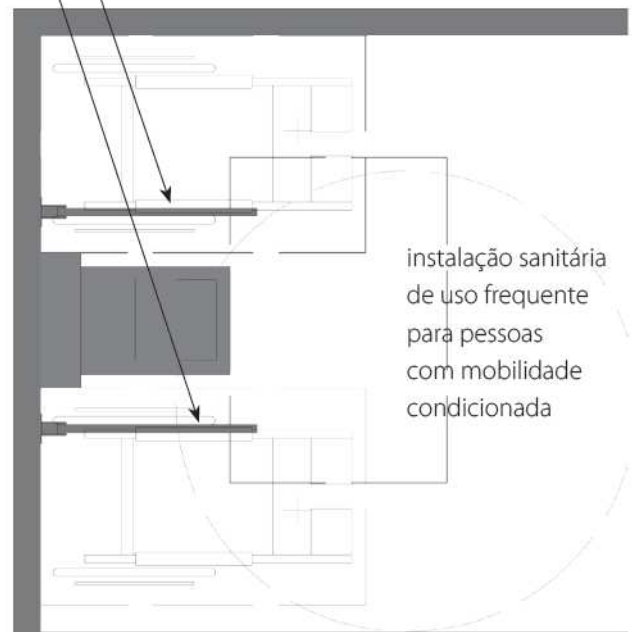 instalação sanitária
de uso frequente
para pessoas
com mobilidade
condicionada